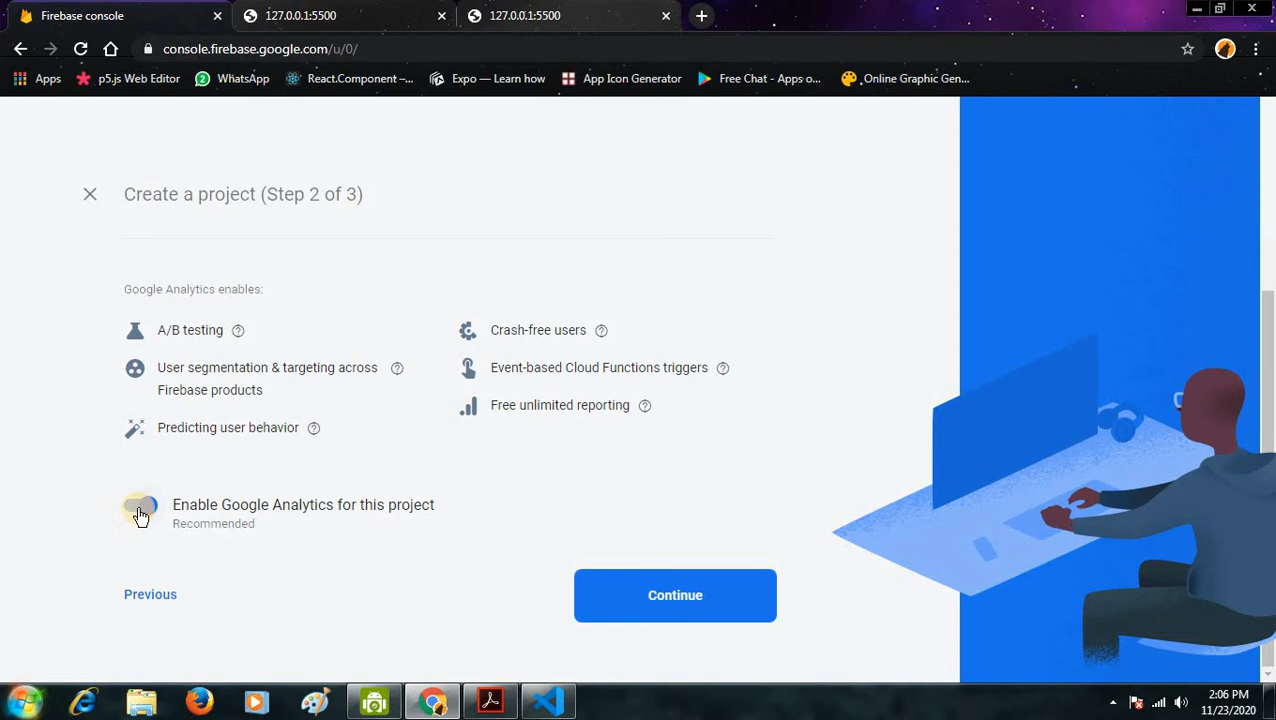 Firebase console
127.0.0.1:5500
127.0.0.1:5500
console.firebase.google.com/u/0/
Apps
p5.js Web Editor
2
WhatsApp
React.Component –...
Expo — Learn how
App Icon Generator
Free Chat - Apps o...
Online Graphic Gen...
Create a project (Step 2 of 3)
Google Analytics enables:
A/B testing
Crash-free users
User segmentation & targeting across
Firebase products
Event-based Cloud Functions triggers
Free unlimited reporting
Predicting user behavior
Enable Google Analytics for this project
Recommended
Previous
Continue
2:06 PM
11/23/2020